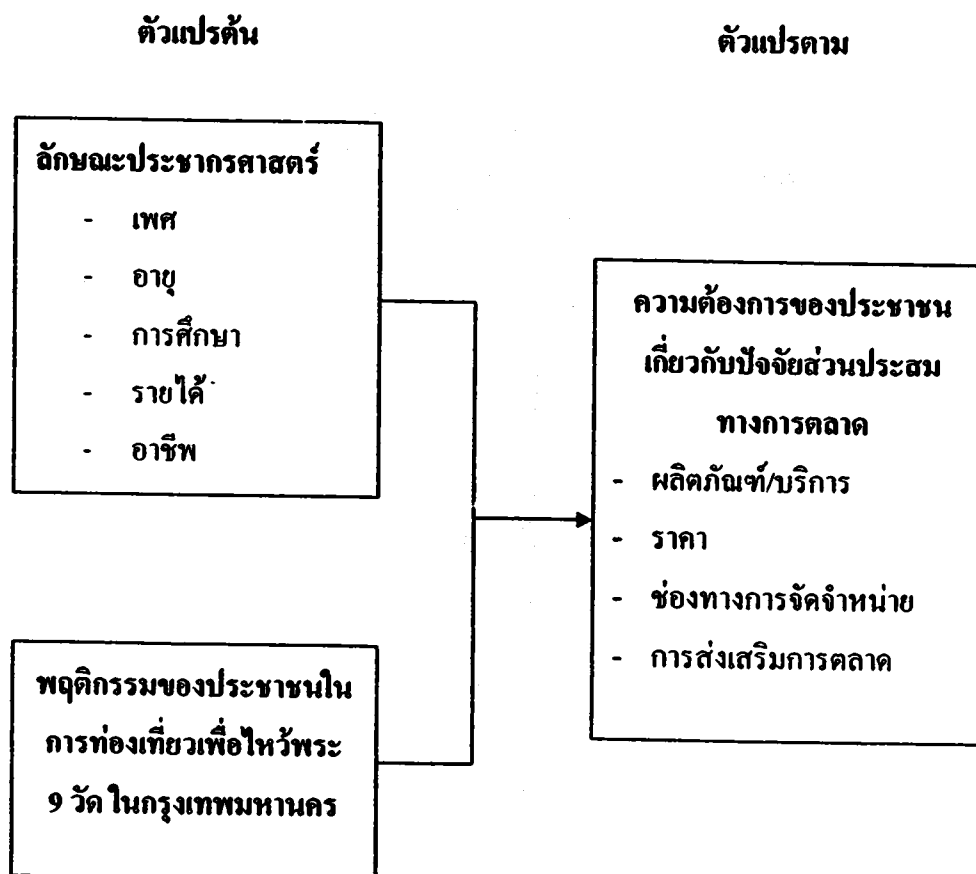 ตัวแปรต้น
ตัวแปรตาม
ลักษณะประชากรศาสตร์
- เพศ
- อายุ
- การศึกษา
- รายได้
- อาชีพ
พฤติกรรมของประชาชนใน
การท่องเที่ยวเพื่อไหว้พระ
9 วัด ในกรุงเทพมหานคร
ความต้องการของประชาชน
เกี่ยวกับปัจจัยส่วนประสม
ทางการตลาด
- ผลิตภัณฑ์/บริการ
- ราคา
- ช่องทางการจัดจำหน่าย
- การส่งเสริมการตลาด